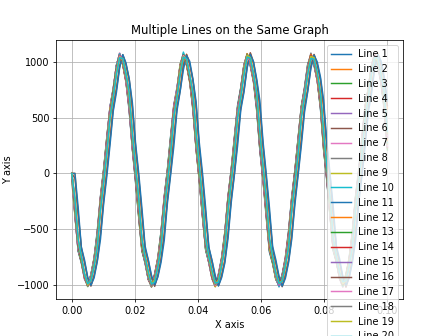 Multiple Lines on the Same Graph
Y axis
1000
500
0
−500
−1000
0.00
0.02
0.04
0.06
X axis
Line 1
Line 2
Line 3
Line 4
Line 5
Line 6
Line 7
Line 8
Line 9
Line 10
Line 11
Line 12
Line 13
Line 14
Line 15
Line 16
Line 17
Line 18
Line 19
Line 20